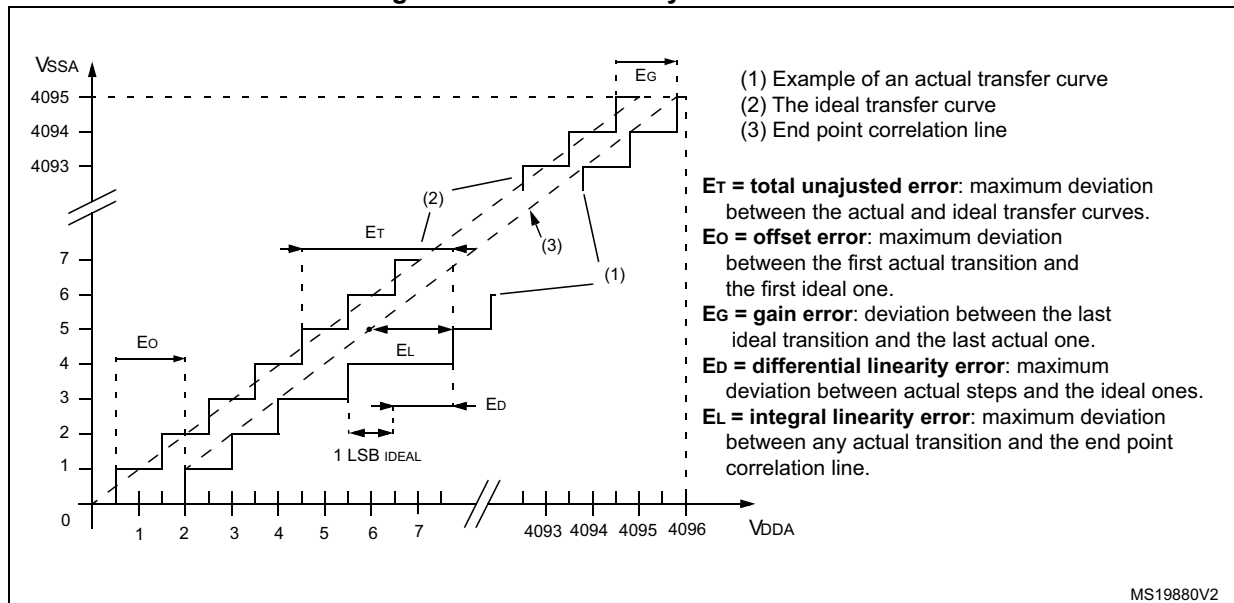 VSSA
4095
4094
4093
7
6
5
4
3
2
1
0
EG
(2)
ET
(3)
(1)
EO
EL
ED
1 LSB IDEAL
1 2 3 4 5 6 7 4093 4094 4095 4096
VDDA
(1) Example of an actual transfer curve
(2) The ideal transfer curve
(3) End point correlation line
ET = total unajusted error: maximum deviation
between the actual and ideal transfer curves.
EO = offset error: maximum deviation
between the first actual transition and
the first ideal one.
EG = gain error: deviation between the last
ideal transition and the last actual one.
ED = differential linearity error: maximum
deviation between actual steps and the ideal ones.
EL = integral linearity error: maximum deviation
between any actual transition and the end point
correlation line.
MS19880V2